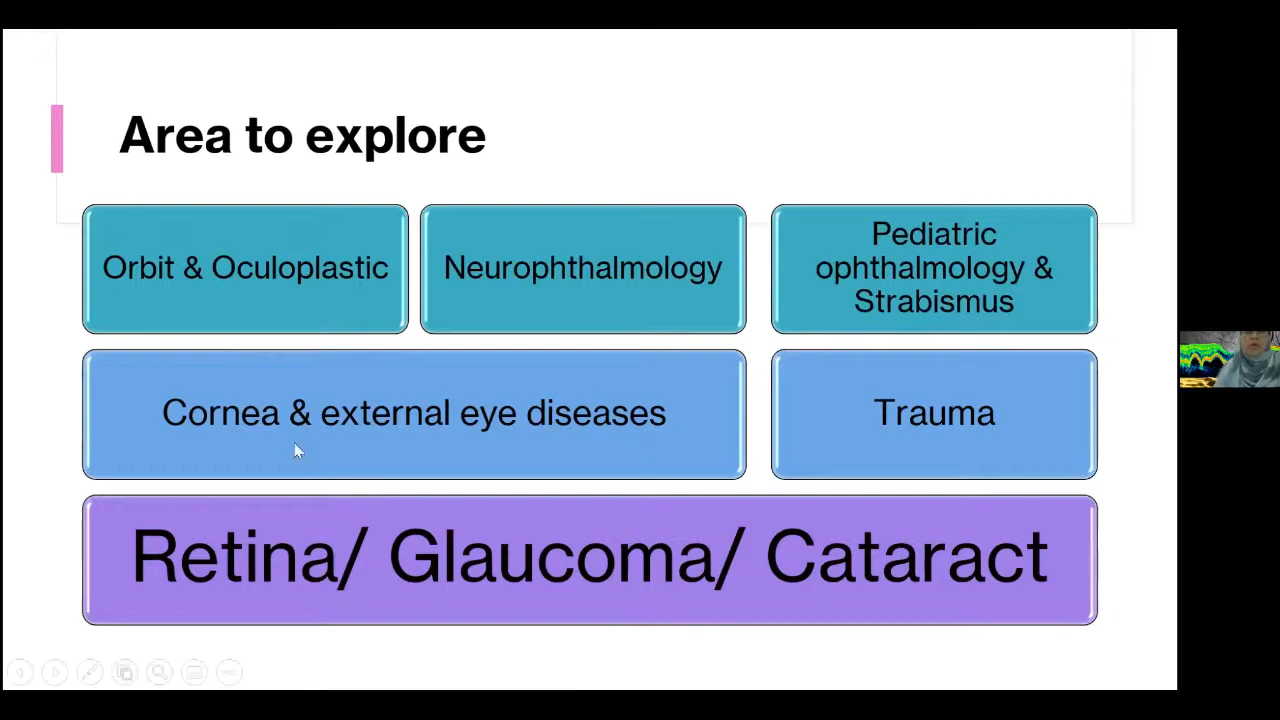 Area to explore
Orbit & Oculoplastic
Neurophthalmology
Pediatric
ophthalmology &
Strabismus
Cornea & external eye diseases
Trauma
Retina/ Glaucoma/ Cataract